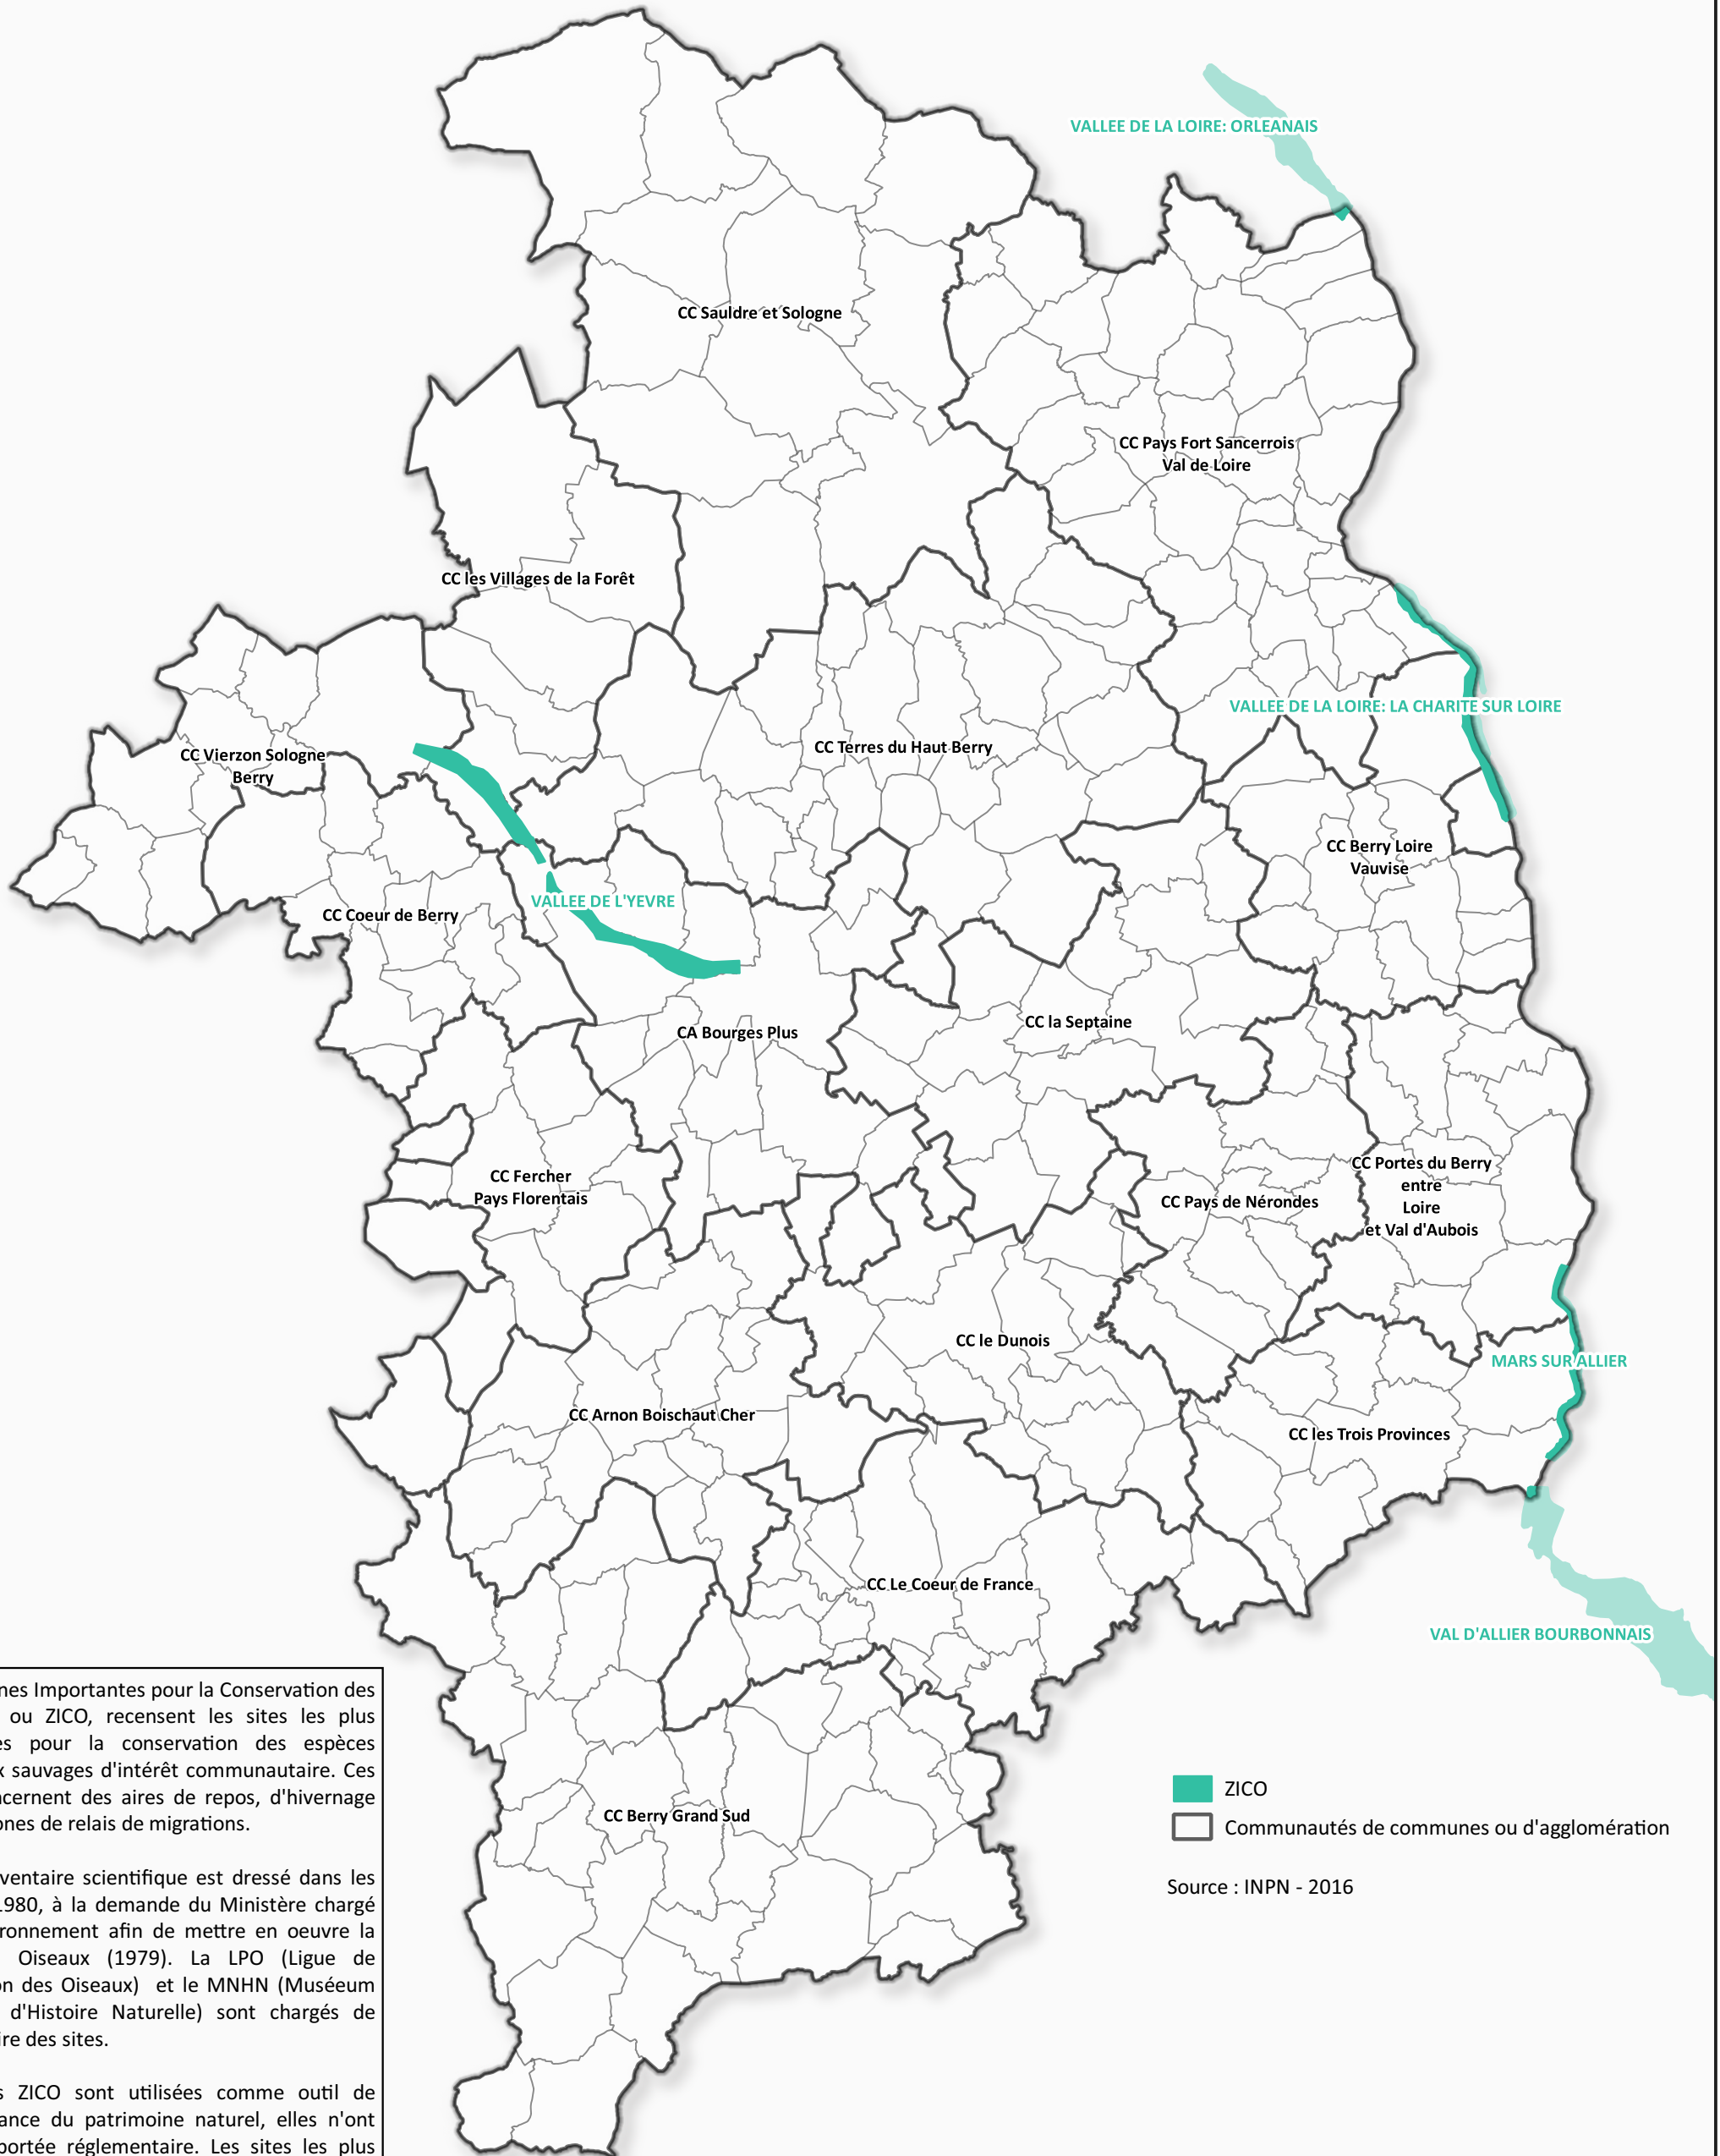 VALLEE DE LA LOIRE: ORLEANAIS
CC Sauldre et Sologne
CC Pays Fort Sancerrois
Val de Loire
CC les Villages de la Forêt
VALLEE DE LA LOIRE: LA CHARITE SUR LOIRE
CC Terres du Haut Berry
CC Vierzon Sologne
Berry
CC Berry Loire
Vauvise
VALLEE DE L'YEVRE
CC Coeur de Berry
CC la Septaine
CA Bourges Plus
CC Portes du Berry
entre
Loire
et Val d'Aubois
CC Fercher
Pays Florentais
CC Pays de Nérondes
CC le Dunois
MARS SUR ALLIER
CC Arnon Boischaut Cher
CC les Trois Provinces
CC Le Coeur de France
VAL D'ALLIER BOURBONNAIS
CC Berry Grand Sud
nes Importantes pour la Conservation des
ou ZICO, recensent les sites les plus
es pour la conservation des espèces
x sauvages d'intérêt communautaire. Ces
ncernent des aires de repos, d'hivernage
ones de relais de migrations.
ventaire scientifique est dressé dans les
1980, à la demande du Ministère chargé
ronnement afin de mettre en oeuvre la
Oiseaux (1979). La LPO (Ligue de
on des Oiseaux) et le MNHN (Muséeum
d'Histoire Naturelle) sont chargés de
ire des sites.
s ZICO sont utilisées comme outil de
ance du patrimoine naturel, elles n'ont
portée réglementaire. Les sites les plus
ZICO
Communautés de communes ou d'agglomération
Source : INPN - 2016